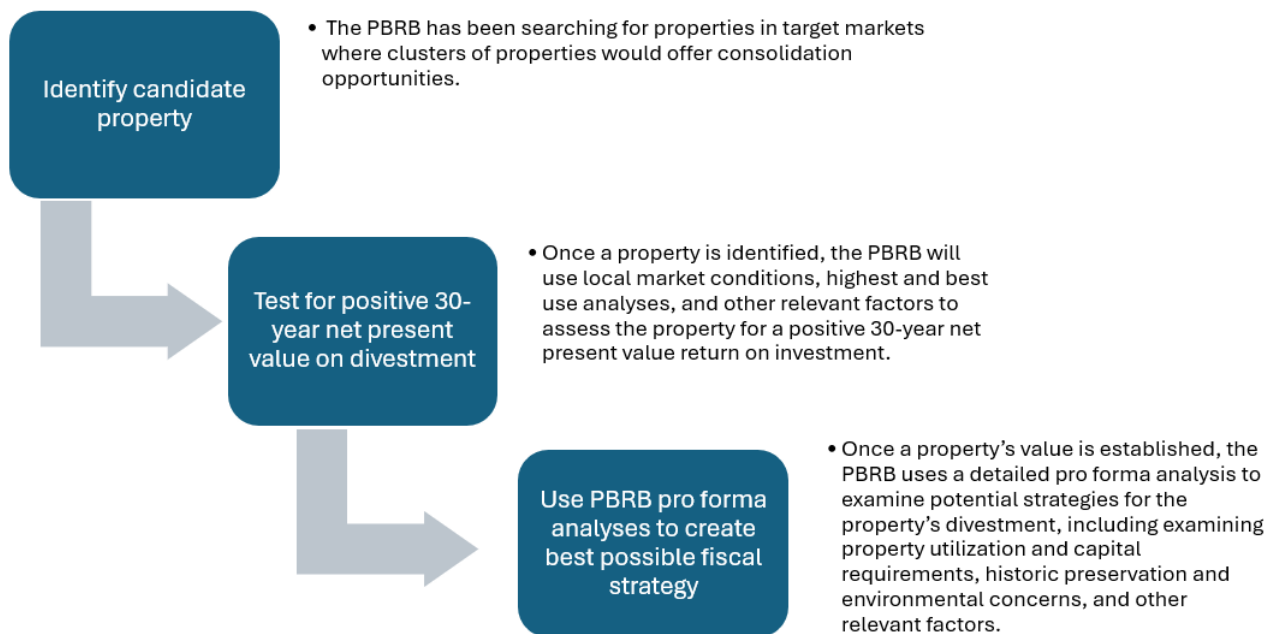 Identify candidate
property
• The PBRB has been searching for properties in target markets
where clusters of properties would offer consolidation
opportunities.
Test for positive 30-
year net present
value on divestment
• Once a property is identified, the PBRB will
use local market conditions, highest and best
use analyses, and other relevant factors to
assess the property for a positive 30-year net
present value return on investment.
Use PBRB pro forma
analyses to create
best possible fiscal
strategy
• Once a property’s value is established, the
PBRB uses a detailed pro forma analysis to
examine potential strategies for the
property’s divestment, including examining
property utilization and capital
requirements, historic preservation and
environmental concerns, and other
relevant factors.